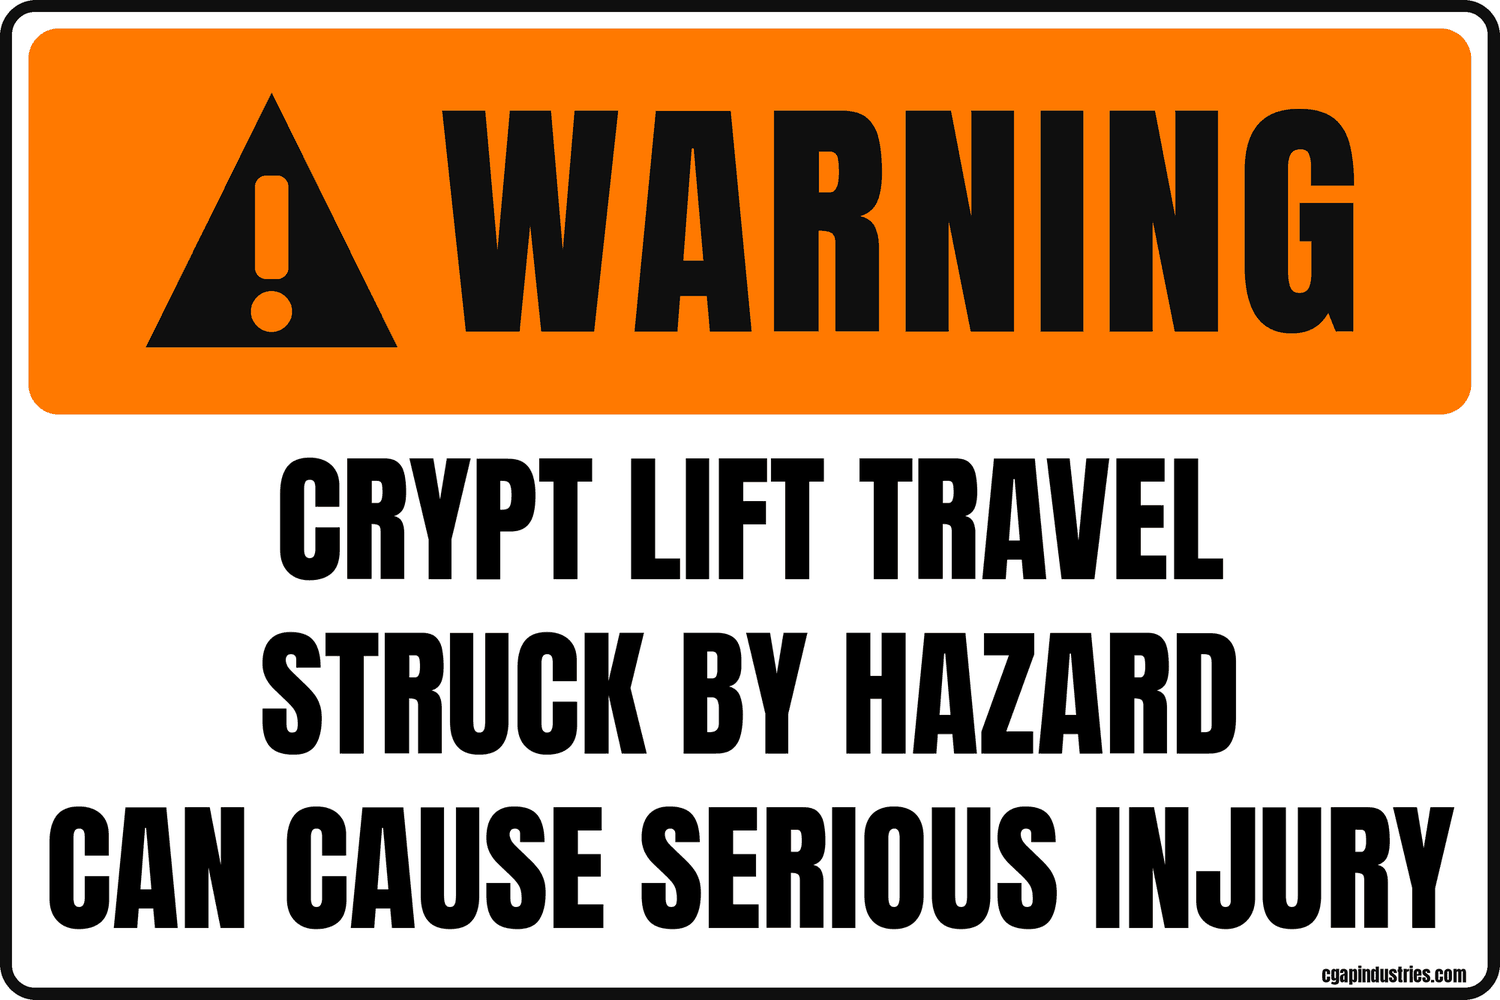 WARNING
CRYPT LIFT TRAVEL
STRUCK BY HAZARD
CAN CAUSE SERIOUS INJURY
cgapindustries.com